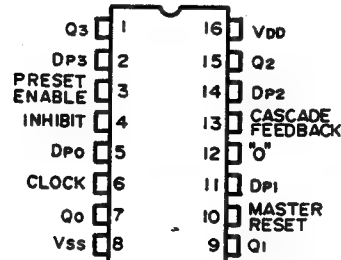 Q3 1 16 VDD
DP3 2 15 Q2
PRESET ENABLE 3 14 DP2
INHIBIT 4 13 CASCADE FEEDBACK
DP0 5 12 "0"
CLOCK 6 11 DP1
Q0 7 10 MASTER RESET
VSS 8 9 Q1